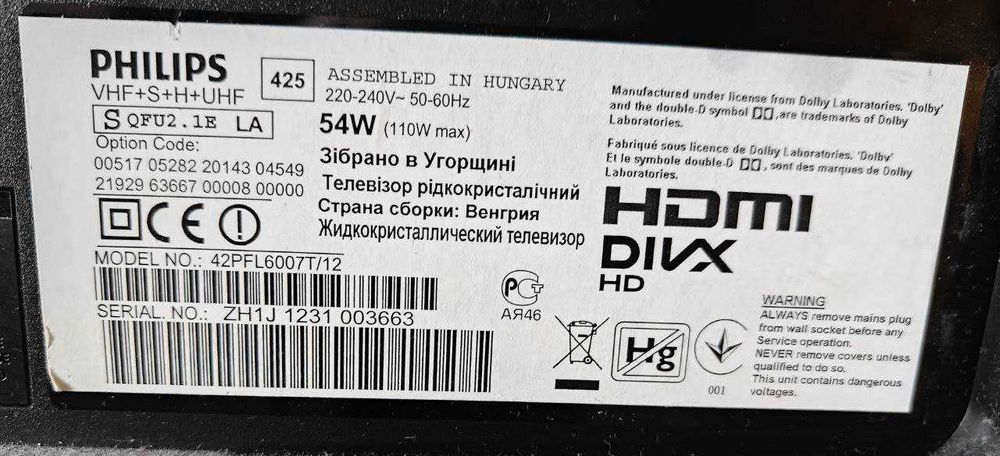 PHILIPS
VHF+S+H+UHF
425
S QFU2.1E LA
Option Code:
00517 05282 20143 04549
21929 63667 00008 00000
ASSEMBLED IN HUNGARY
220-240V~ 50-60Hz
54W (110W max)
Зібрано в Угорщині
Телевізор рідкокристалічний
Страна сборки: Венгрия
Жидкокристаллический телевизор
MODEL NO.: 42PFL6007T/12
SERIAL. NO.: ZH1J 1231 003663
РСТ
АЯ46
Manufactured under license from Dolby Laboratories. 'Dolby'
and the double-D symbol ,are trademarks of Dolby
Laboratories.
Fabriqué sous licence de Dolby Laboratories. 'Dolby'
Et le symbole double-D , sont des marques de Dolby
Laboratories.
HDMI
DIVX
HD
Hg
001
WARNING
ALWAYS remove mains plug
from wall socket before any
Service operation.
NEVER remove covers unless
qualified to do so.
This unit contains dangerous
voltages.